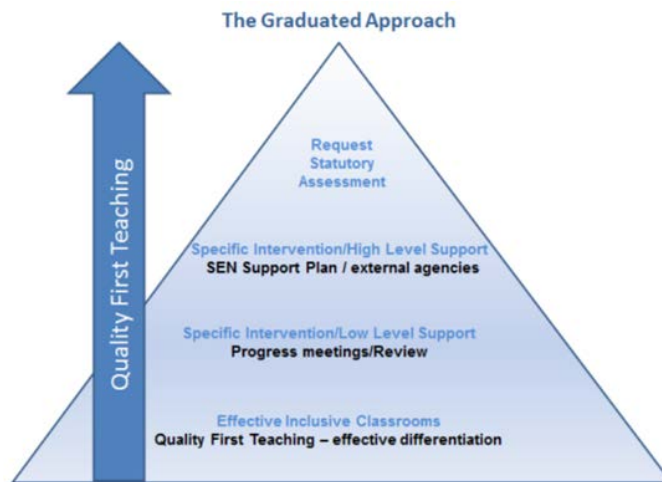 The Graduated Approach
Quality First Teaching
Request
Statutory
Assessment
Specific Intervention/High Level Support
SEN Support Plan / external agencies
Specific Intervention/Low Level Support
Progress meetings/Review
Effective Inclusive Classrooms
Quality First Teaching – effective differentiation